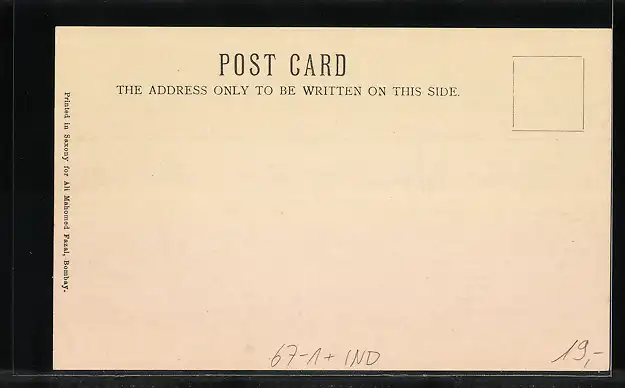 POST CARD
THE ADDRESS ONLY TO BE WRITTEN ON THIS SIDE.
Printed in Saxony for Ali Mahomed Fazal, Bombay.
67-1+ IND
19,-